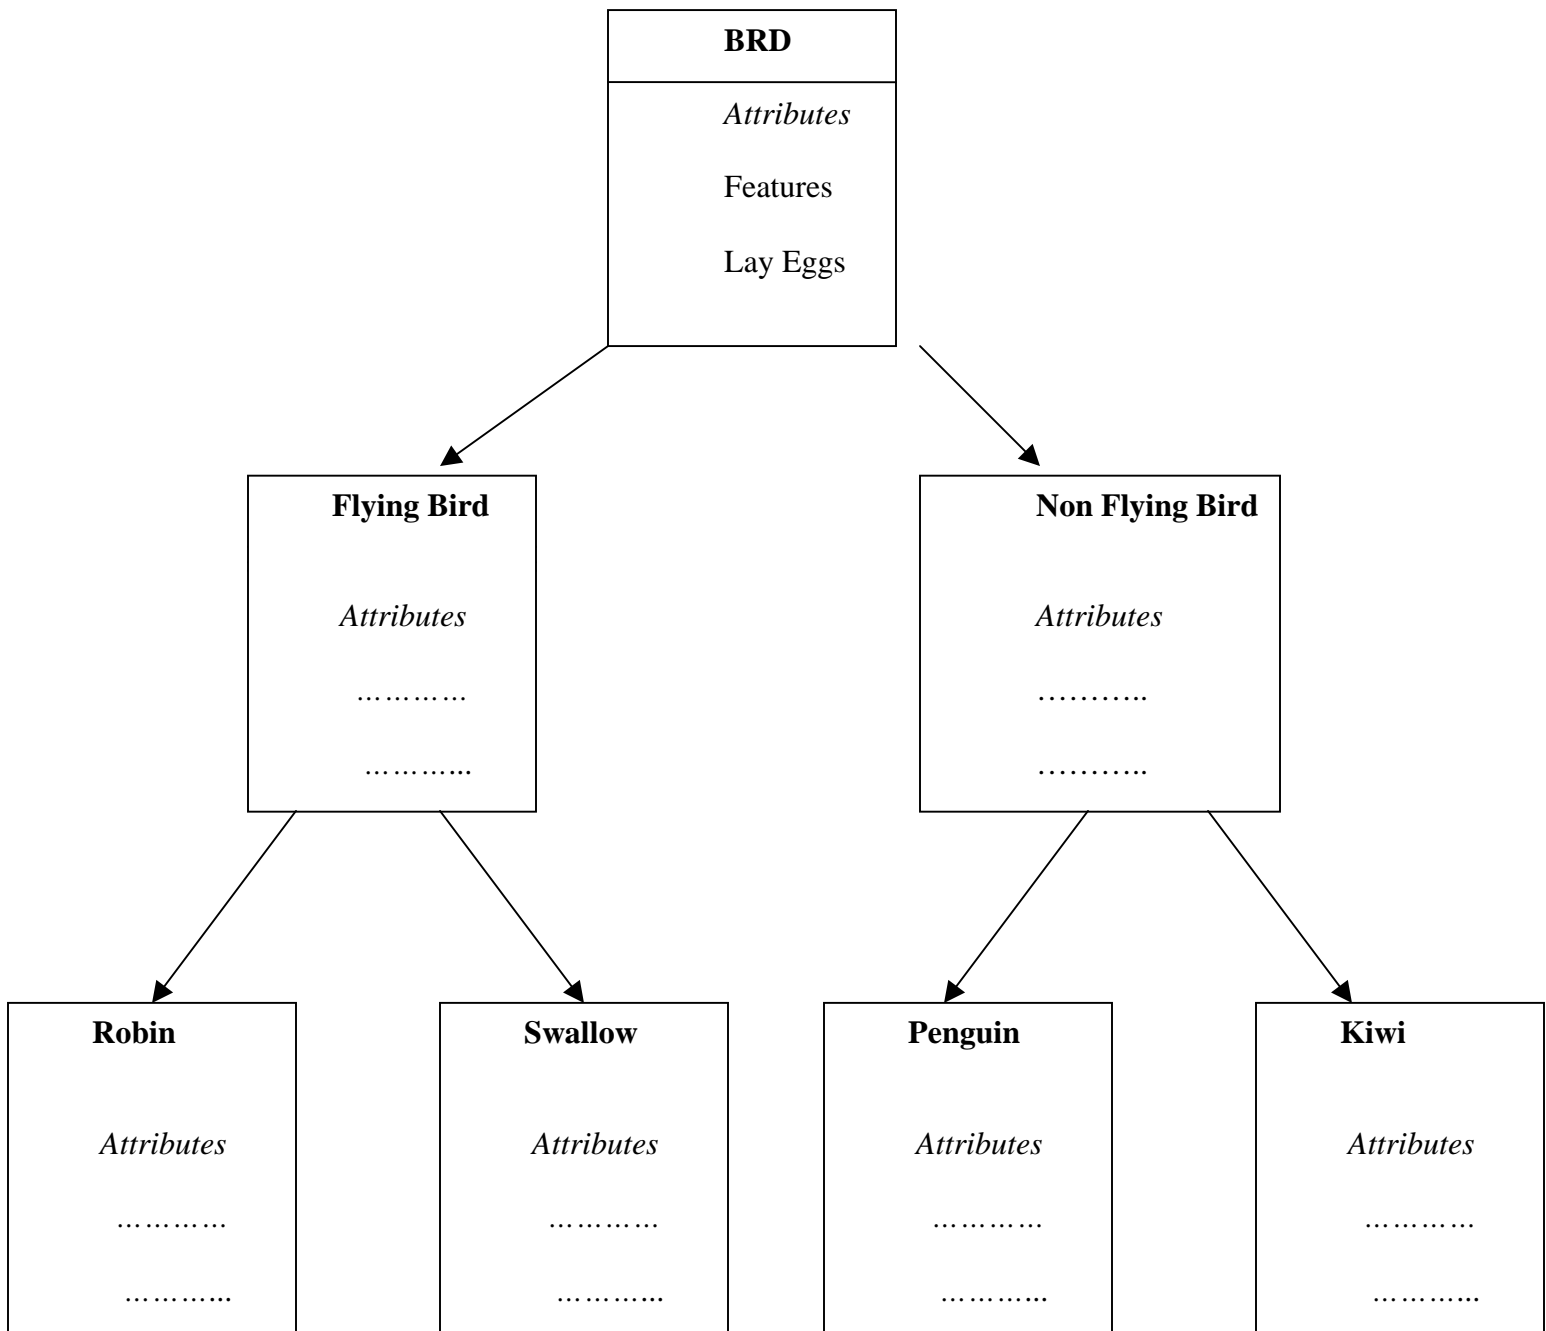 BRD
Attributes
Features
Lay Eggs
Flying Bird
Attributes
…………
………...
Non Flying Bird
Attributes
………..
………..
Robin
Attributes
…………
………...
Swallow
Attributes
…………
………...
Penguin
Attributes
…………
………...
Kiwi
Attributes
…………
………...